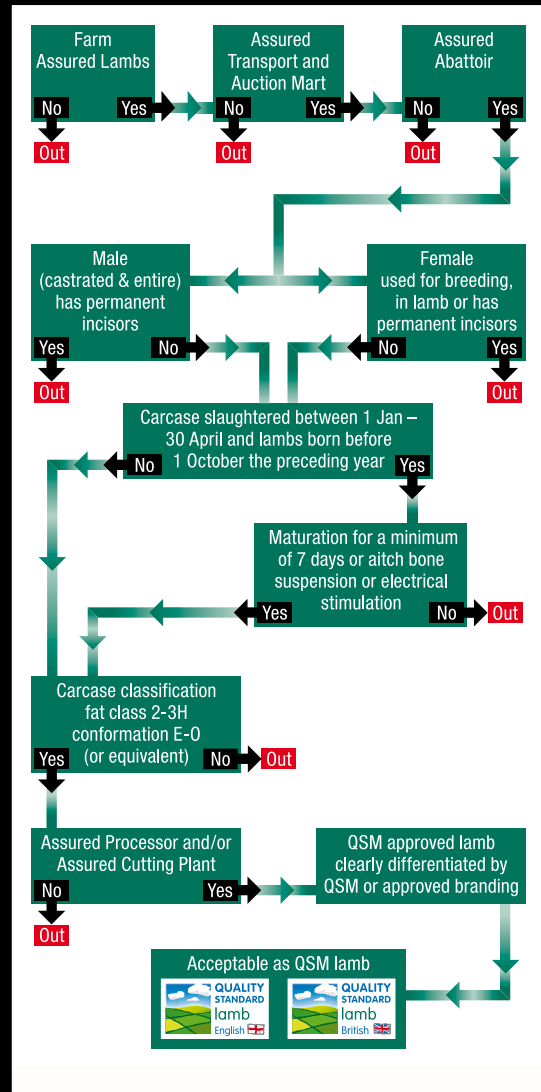 Farm
Assured Lambs
No
Yes
Out
Assured
Transport and
Auction Mart
No
Yes
Out
Assured
Abattoir
No
Yes
Out
Male
(castrated & entire)
has permanent
incisors
Yes
No
Out
Female
used for breeding,
in lamb or has
permanent incisors
No
Yes
Out
Carcase slaughtered between 1 Jan –
30 April and lambs born before
1 October the preceding year
No
Yes
Maturation for a minimum
of 7 days or aitch bone
suspension or electrical
stimulation
Yes
No
Out
Carcase classification
fat class 2-3H
conformation E-O
(or equivalent)
Yes
No
Out
Assured Processor and/or
Assured Cutting Plant
No
Yes
Out
QSM approved lamb
clearly differentiated by
QSM or approved branding
Acceptable as QSM lamb
QUALITY
STANDARD
lamb
English
QUALITY
STANDARD
lamb
British